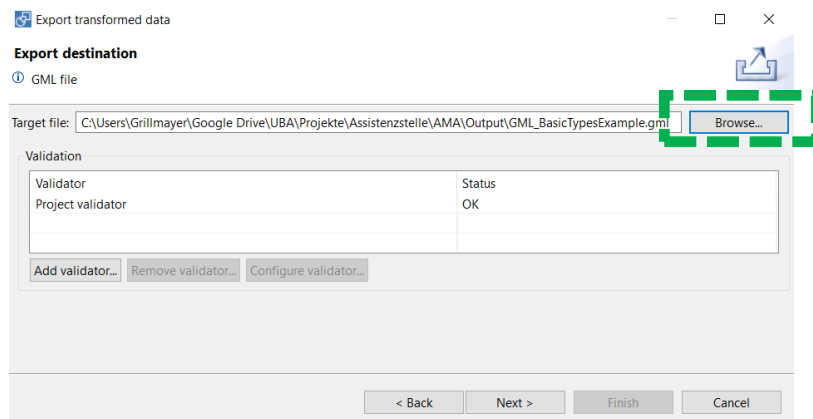 Export transformed data
Export destination
GML file
Target file: C:\Users\Grillmayer\Google Drive\UBA\Projekte\Assistenzstelle\AMA\Output\GML_BasicTypesExample.gml Browse...
Validation
Validator Status
Project validator OK
Add validator... Remove validator... Configure validator...
< Back Next > Finish Cancel